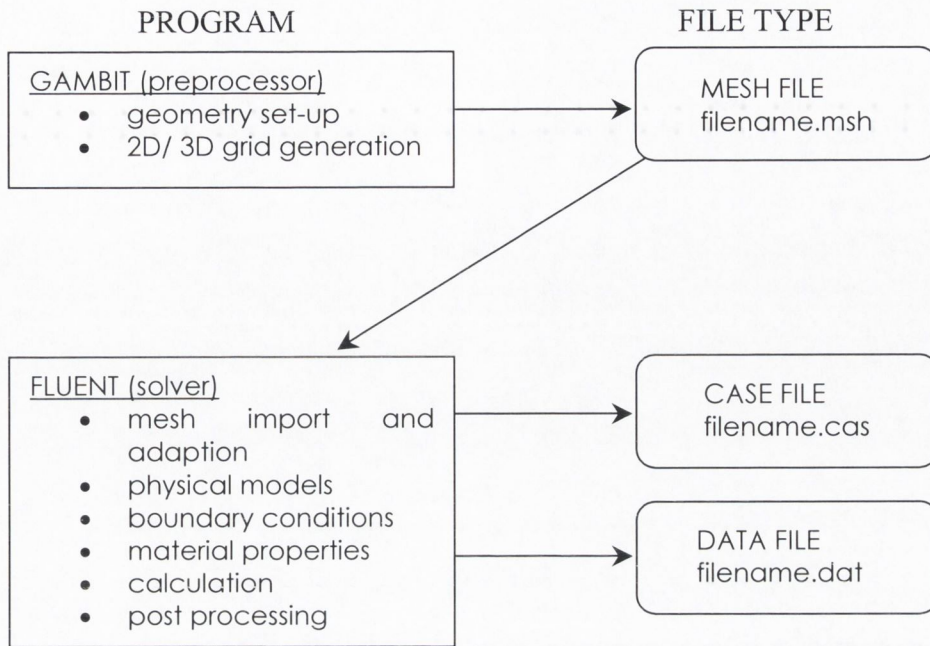 PROGRAM
FILE TYPE
GAMBIT (preprocessor)
• geometry set-up
• 2D/ 3D grid generation
MESH FILE
filename.msh
FLUENT (solver)
• mesh import and
adaption
• physical models
• boundary conditions
• material properties
• calculation
• post processing
CASE FILE
filename.cas
DATA FILE
filename.dat